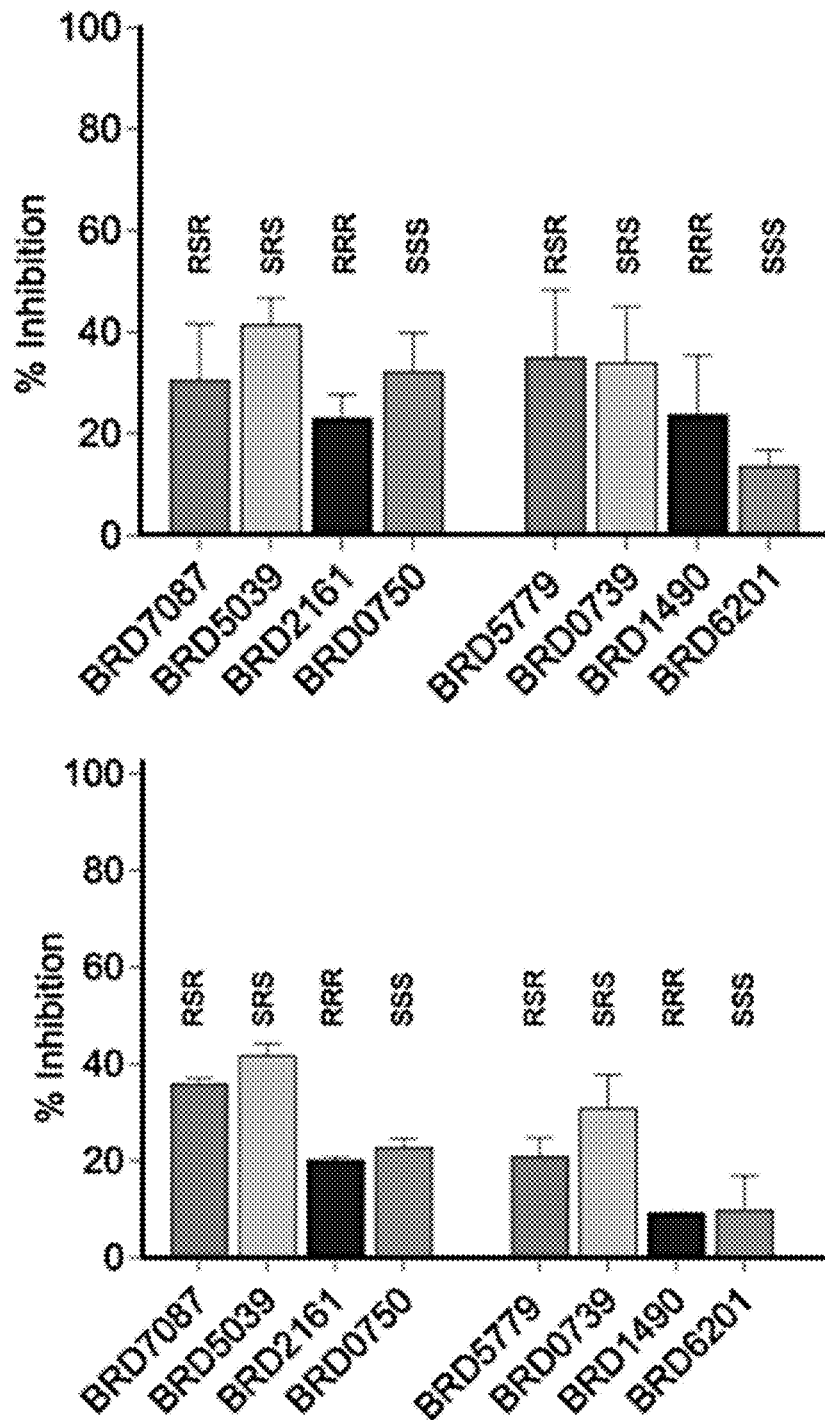 100
80
60
40
20
0
% Inhibition
RSR SRS RRR SSS RSR SRS RRR SSS
BRD7087 BRD5039 BRD2161 BRD0750 BRD5779 BRD0739 BRD1490 BRD6201
100
80
60
40
20
0
% Inhibition
RSR SRS RRR SSS RSR SRS RRR SSS
BRD7087 BRD5039 BRD2161 BRD0750 BRD5779 BRD0739 BRD1490 BRD6201